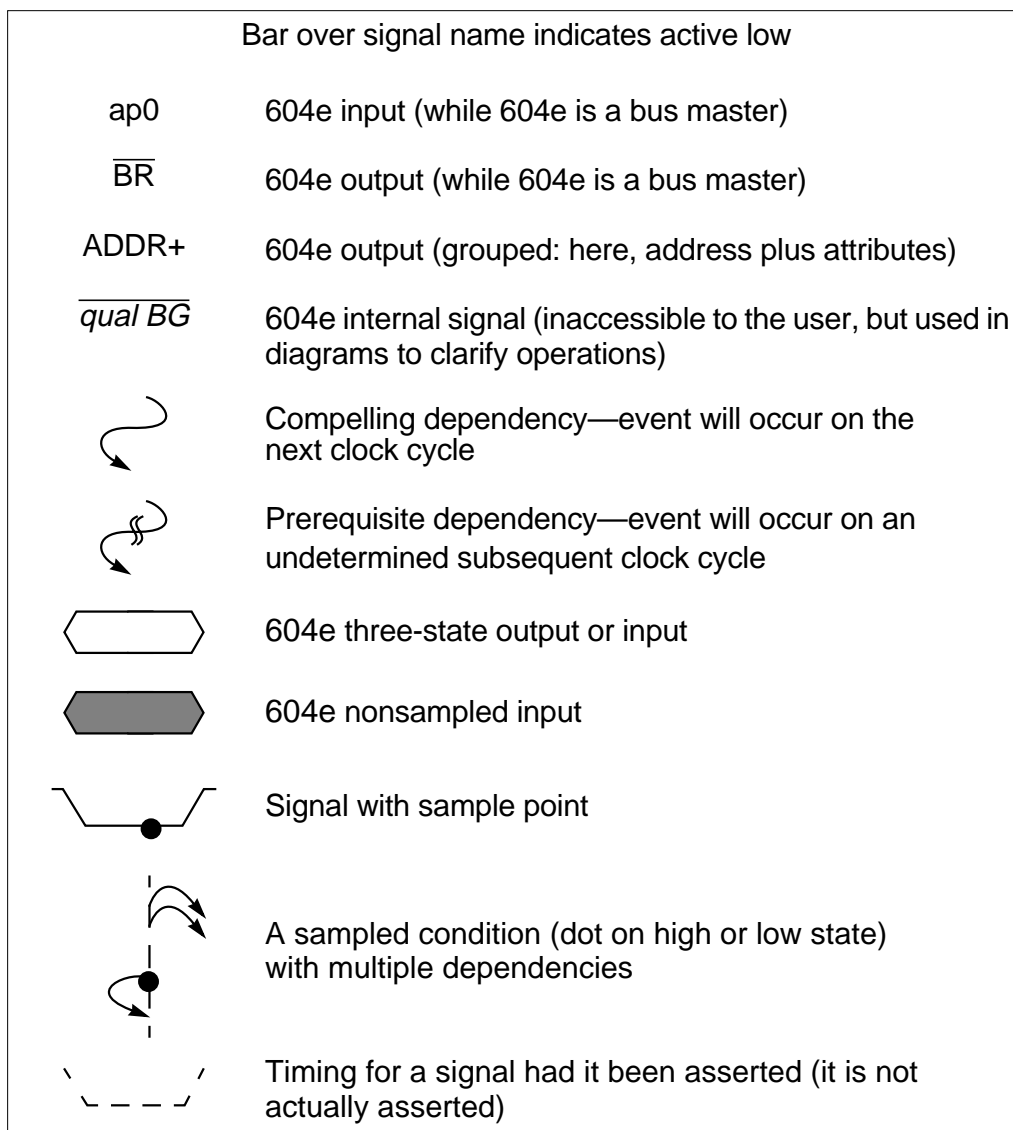 Bar over signal name indicates active low
ap0 604e input (while 604e is a bus master)
B̅R̅ 604e output (while 604e is a bus master)
ADDR+ 604e output (grouped: here, address plus attributes)
q̅u̅a̅l̅ ̅B̅G̅ 604e internal signal (inaccessible to the user, but used in
diagrams to clarify operations)
Compelling dependency—event will occur on the
next clock cycle
Prerequisite dependency—event will occur on an
undetermined subsequent clock cycle
604e three-state output or input
604e nonsampled input
Signal with sample point
A sampled condition (dot on high or low state)
with multiple dependencies
Timing for a signal had it been asserted (it is not
actually asserted)